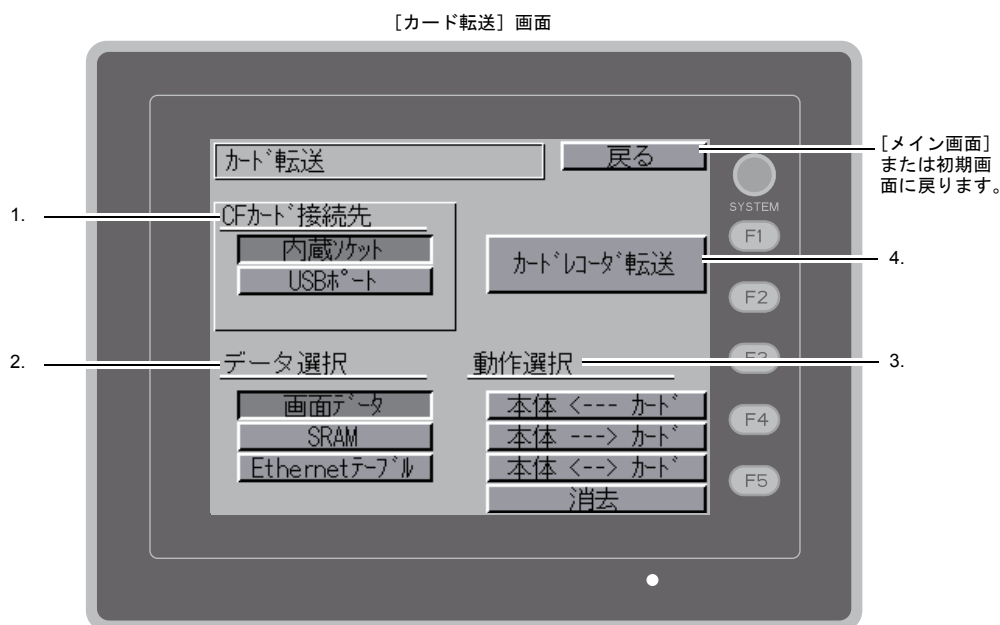 [カード転送] 画面
カード転送
戻る
[メイン画面]
または初期画
面に戻ります。
SYSTEM
1.
CFカード接続先
内蔵ソケット
USBポート
カードレコーダ転送
4.
F1
F2
2.
データ選択
動作選択
3.
F3
画面データ
SRAM
Ethernetテーブル
本体 <--- カード
本体 ---> カード
本体 <--> カード
消去
F4
F5